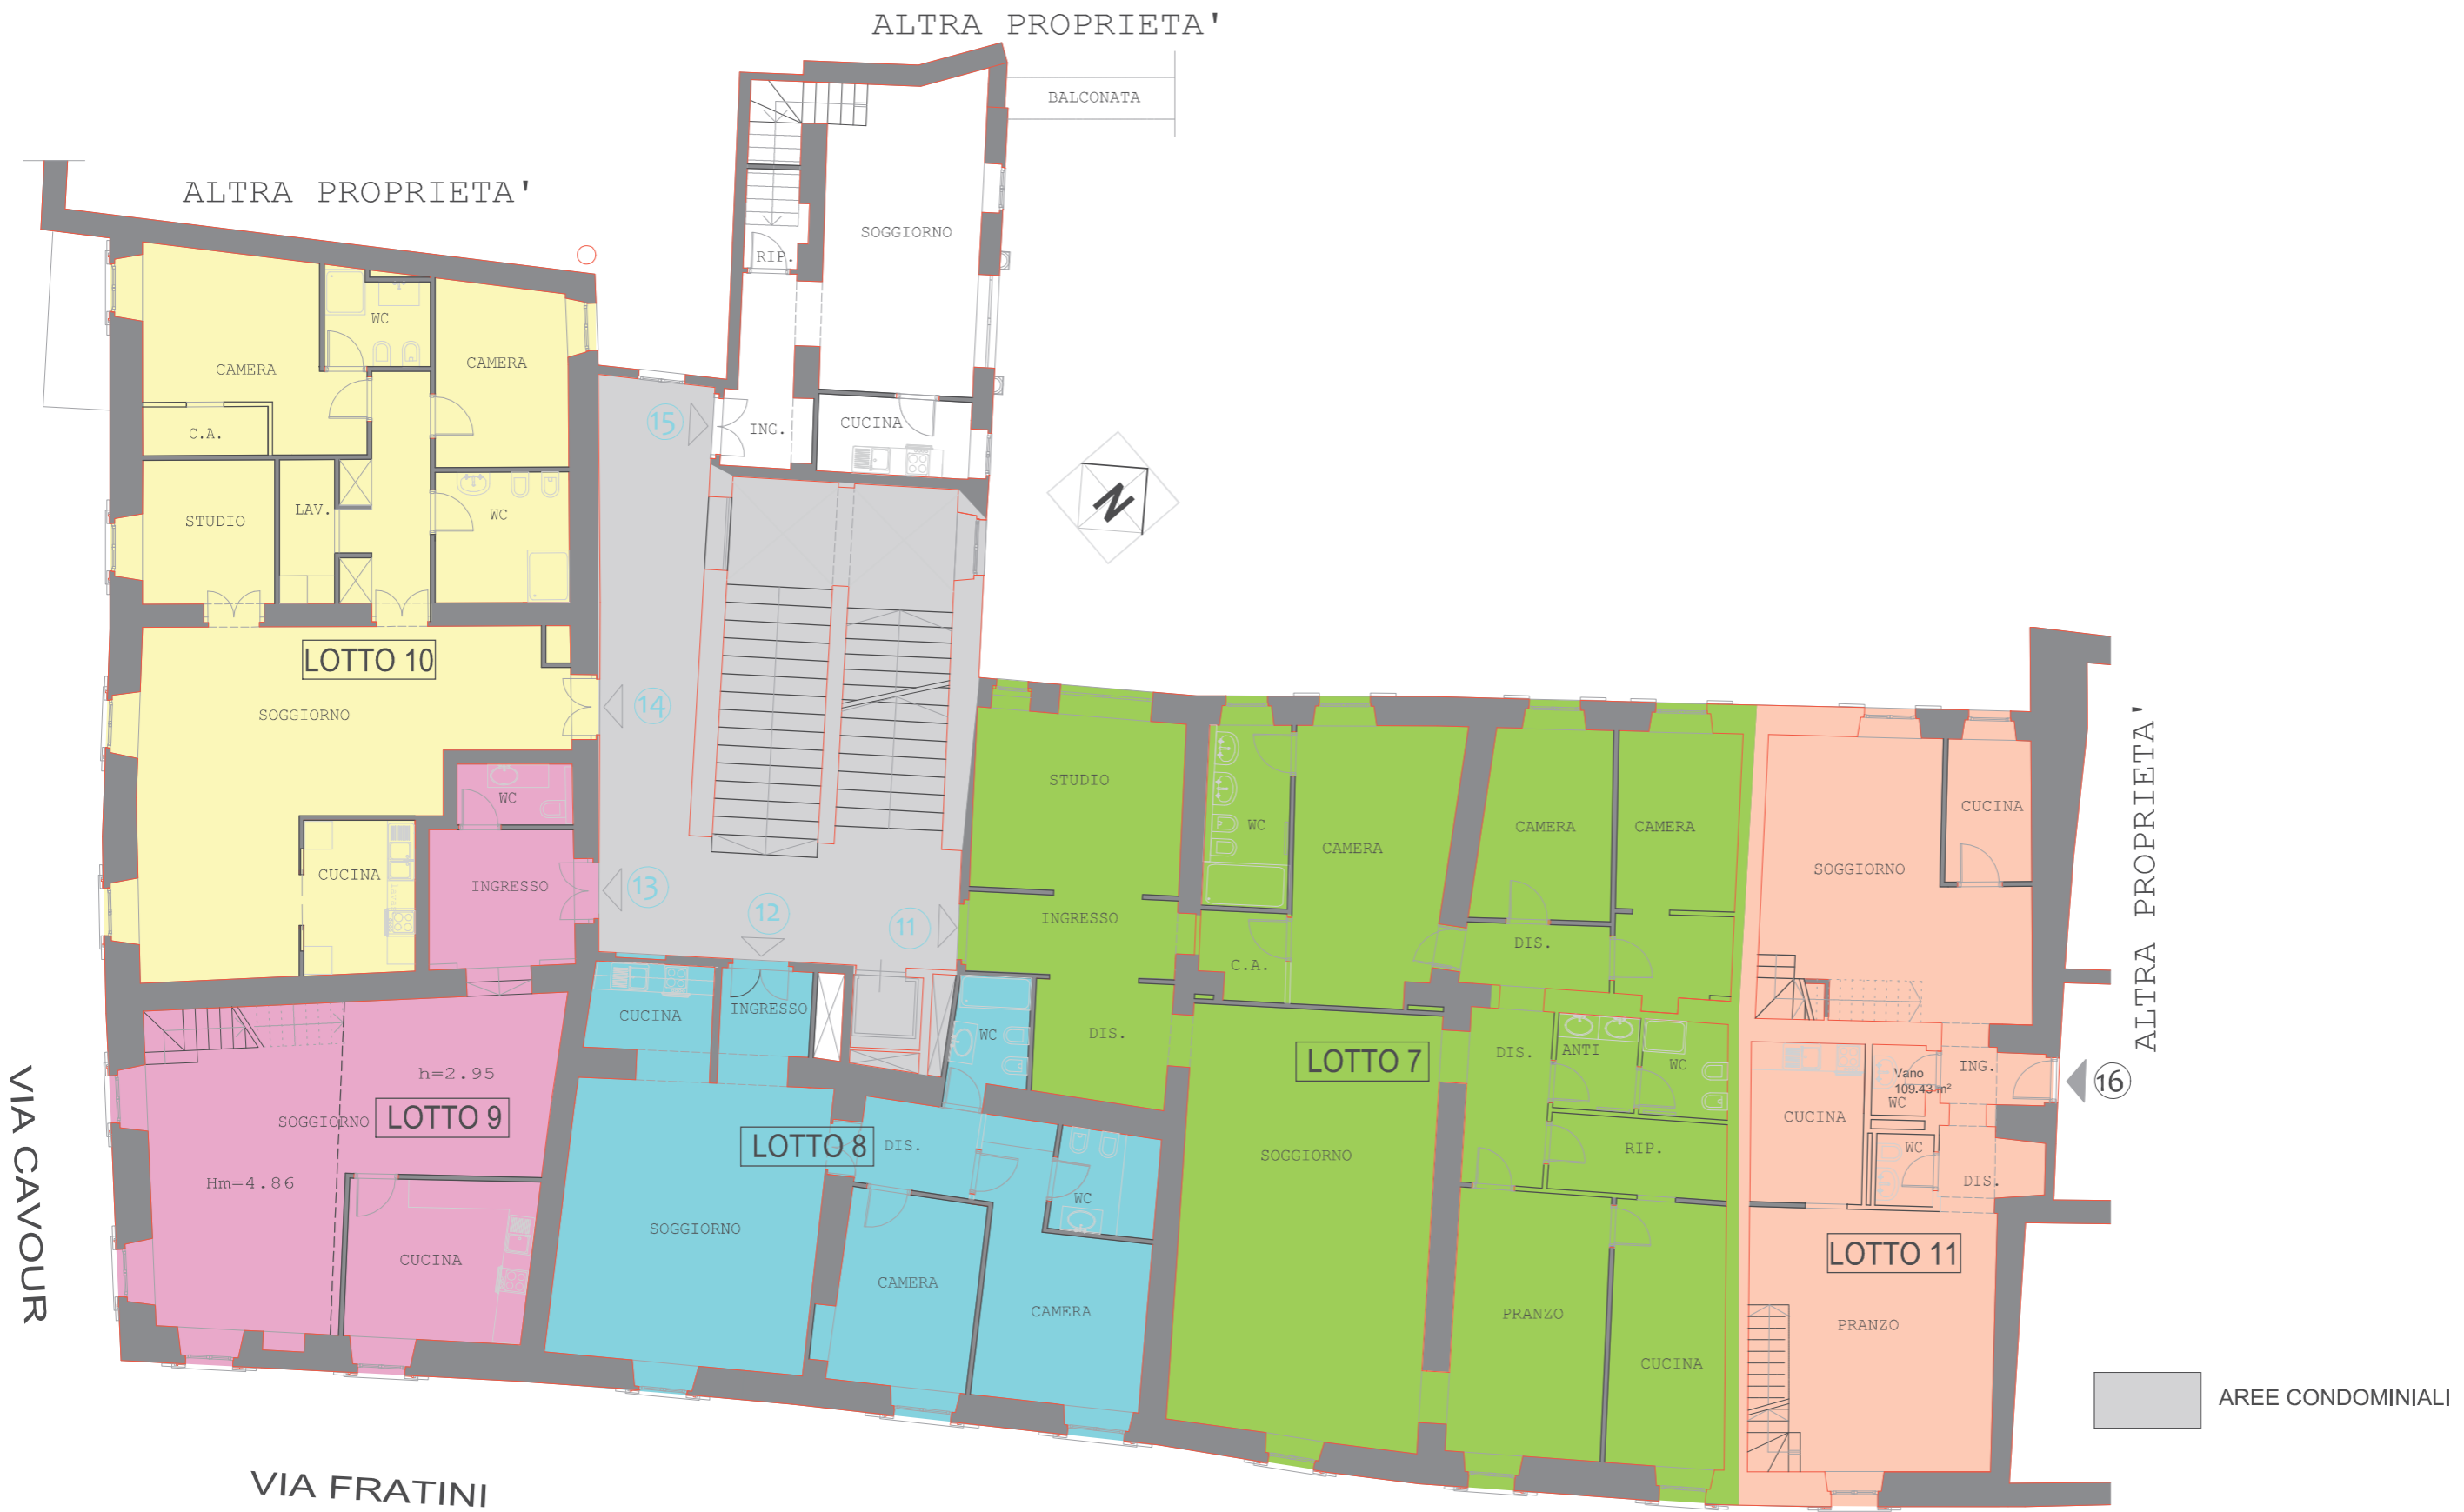 ALTRA PROPRIETA'
BALCONATA
ALTRA PROPRIETA'
SOGGIORNO
RIP.
WC
CAMERA
CAMERA
C.A.
15
ING.
CUCINA
N
STUDIO
LAV.
WC
LOTTO 10
SOGGIORNO
14
WC
CUCINA
INGRESSO
13
12
11
STUDIO
INGRESSO
WC
CAMERA
CAMERA
CAMERA
C.A.
DIS.
SOGGIORNO
CUCINA
ALTRA PROPRIETA'
CUCINA
INGRESSO
WC
DIS.
LOTTO 7
DIS.
ANTI
WC
RIP.
ING.
16
Vano
109.43 m²
WC
CUCINA
WC
DIS.
h=2.95
SOGGIORNO
LOTTO 9
Hm=4.86
CUCINA
LOTTO 8
DIS.
WC
SOGGIORNO
CAMERA
CAMERA
SOGGIORNO
PRANZO
CUCINA
LOTTO 11
PRANZO
VIA CAVOUR
VIA FRATINI
AREE CONDOMINIALI